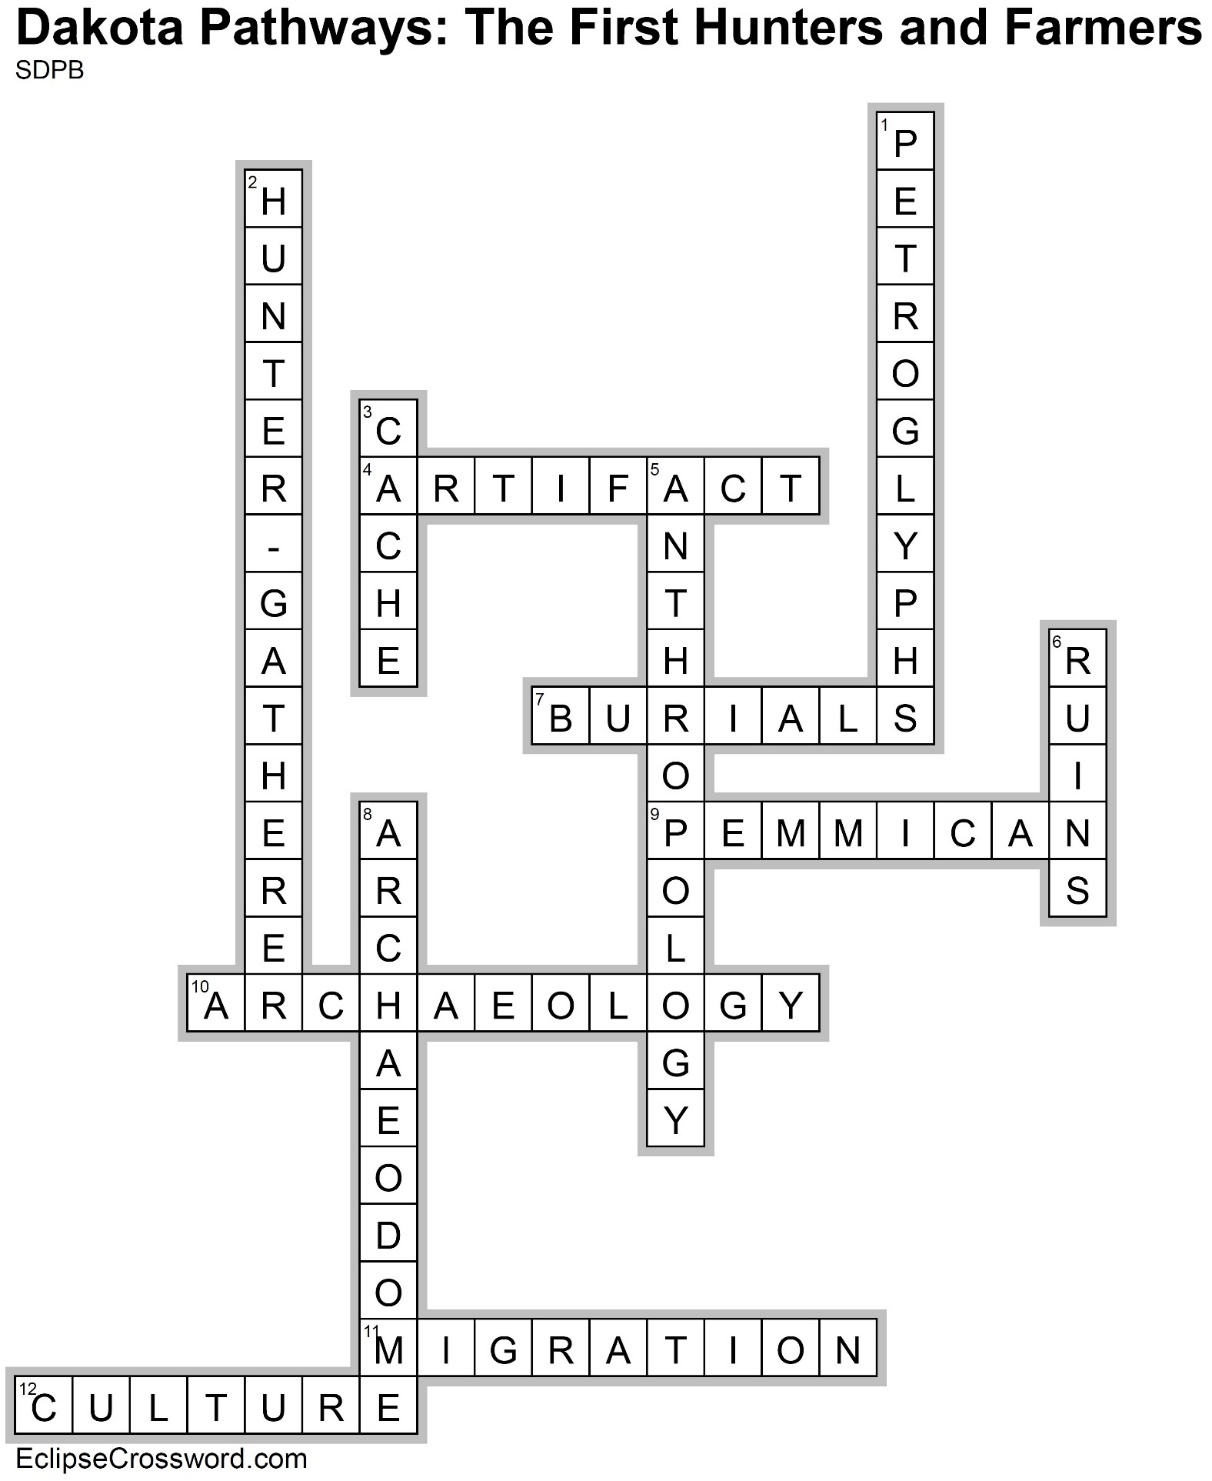 Dakota Pathways: The First Hunters and Farmers
SDPB
1 PETROGLYPHS
2 HUNTER-GATHERER
3 CACHE
4 ARTIFACT
5 ANTHROPOLOGY
6 RUINS
7 BURIALS
8 ARCHAEODOME
9 PEMMICAN
10 ARCHAEOLOGY
11 MIGRATION
12 CULTURE
EclipseCrossword.com